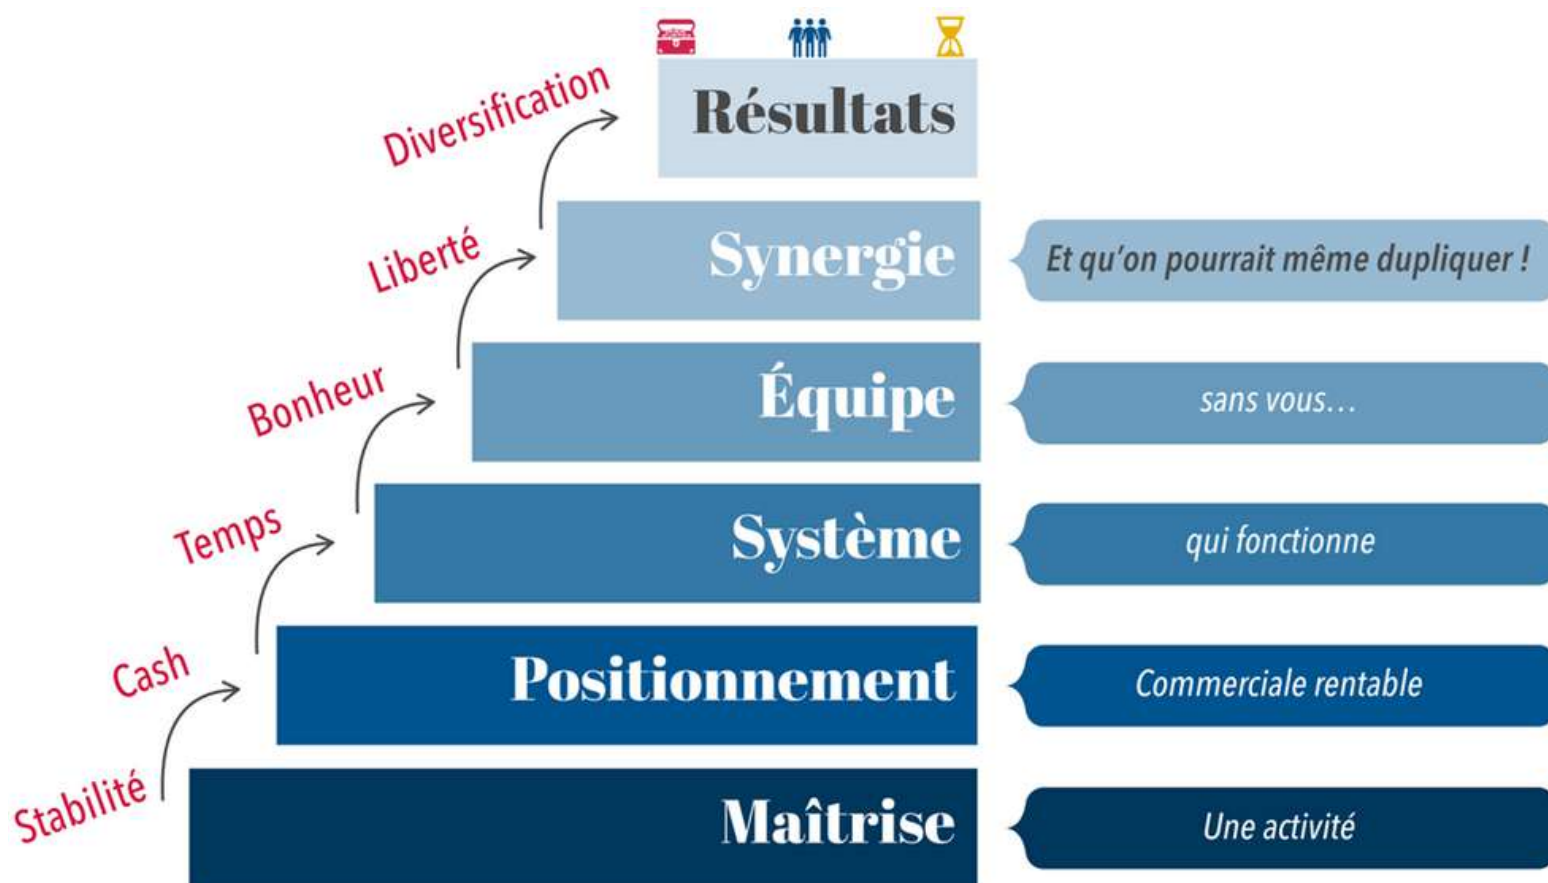 Diversification
Résultats
Liberté
Synergie
Et qu’on pourrait même dupliquer !
Bonheur
Équipe
sans vous…
Temps
Système
qui fonctionne
Cash
Positionnement
Commerciale rentable
Stabilité
Maîtrise
Une activité